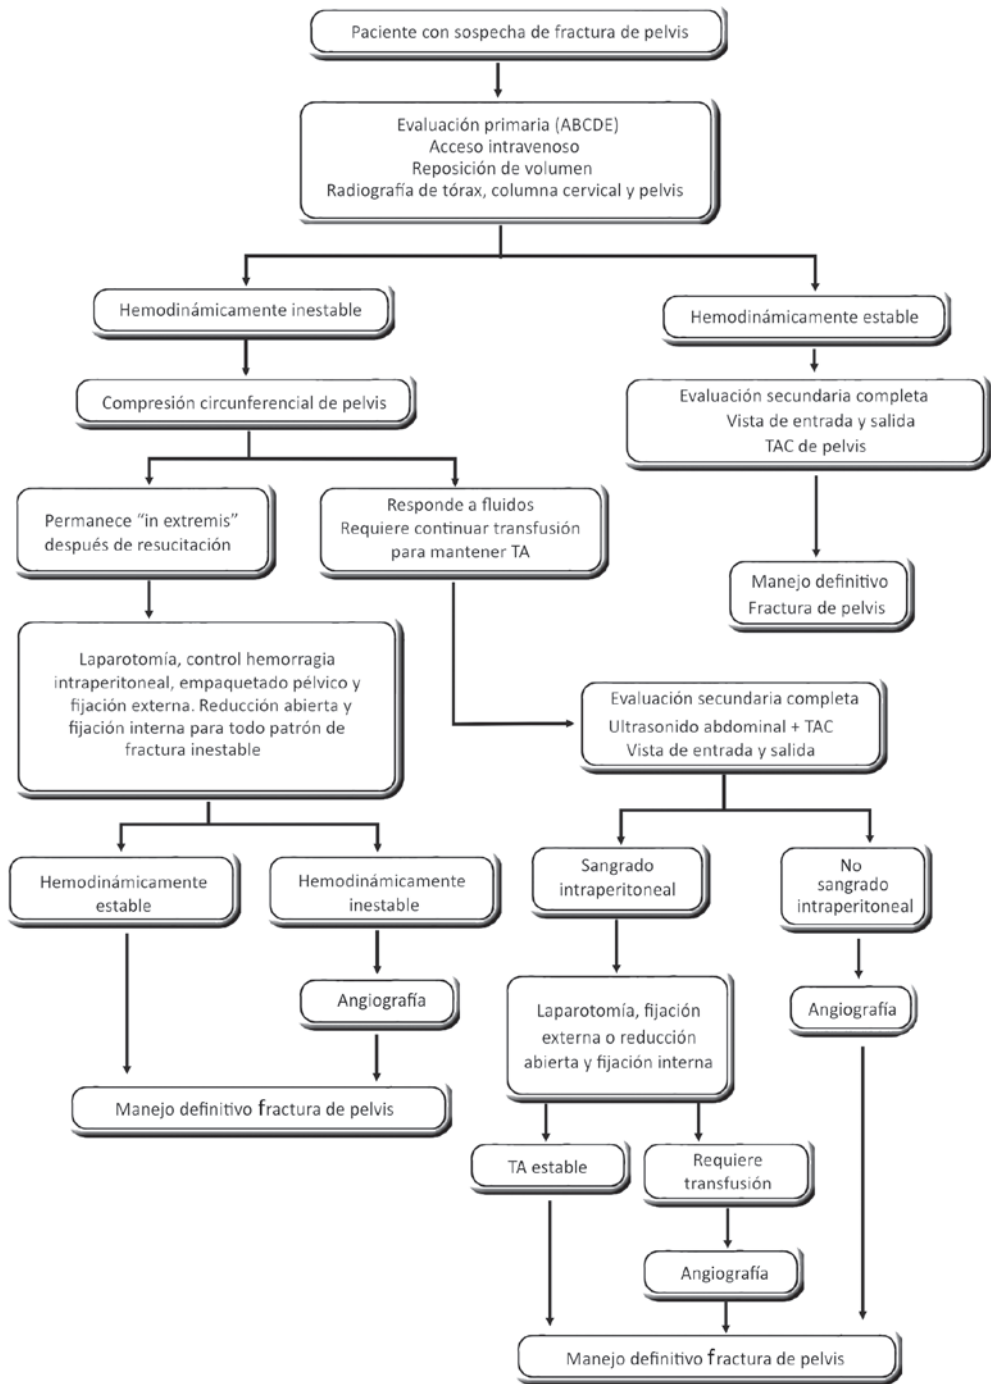 Paciente con sospecha de fractura de pelvis
Evaluación primaria (ABCDE)
Acceso intravenoso
Reposición de volumen
Radiografía de tórax, columna cervical y pelvis
Hemodinámicamente inestable
Hemodinámicamente estable
Compresión circunferencial de pelvis
Evaluación secundaria completa
Vista de entrada y salida
TAC de pelvis
Permanece “in extremis”
después de resucitación
Responde a fluidos
Requiere continuar transfusión
para mantener TA
Manejo definitivo
Fractura de pelvis
Laparotomía, control hemorragia
intraperitoneal, empaquetado pélvico y
fijación externa. Reducción abierta y
fijación interna para todo patrón de
fractura inestable
Evaluación secundaria completa
Ultrasonido abdominal + TAC
Vista de entrada y salida
Hemodinámicamente
estable
Hemodinámicamente
inestable
Sangrado
intraperitoneal
No
sangrado
intraperitoneal
Angiografía
Laparotomía, fijación
externa o reducción
abierta y fijación interna
Angiografía
Manejo definitivo fractura de pelvis
TA estable
Requiere
transfusión
Angiografía
Manejo definitivo fractura de pelvis